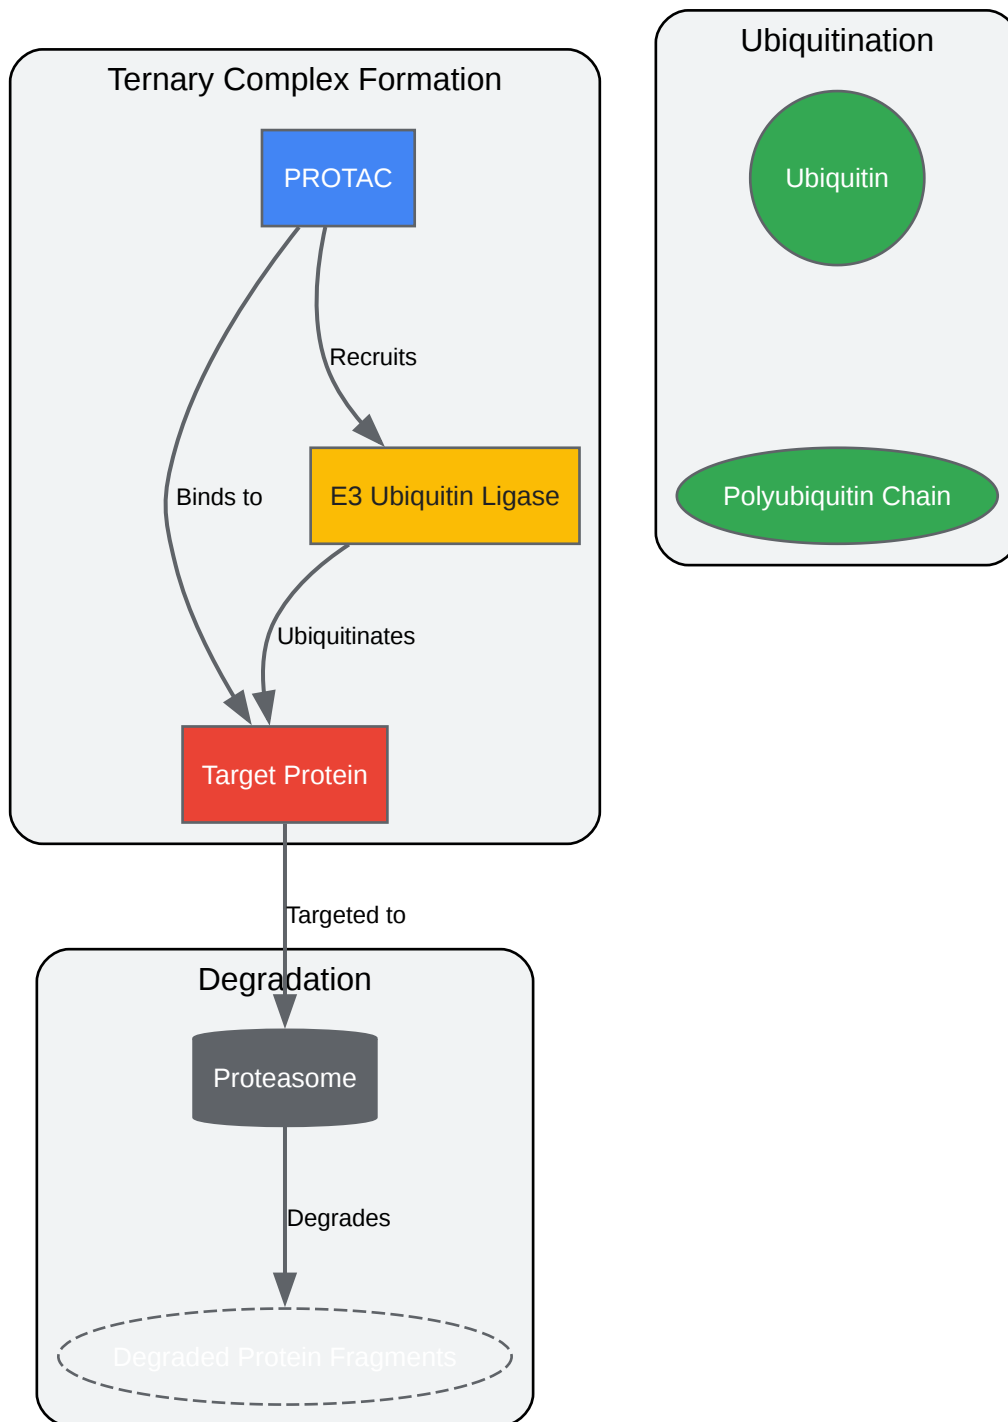 Ternary Complex Formation
PROTAC
Recruits
Binds to
E3 Ubiquitin Ligase
Ubiquitinates
Target Protein
Targeted to
Degradation
Proteasome
Degrades
Degraded Protein Fragments
Ubiquitination
Ubiquitin
Polyubiquitin Chain